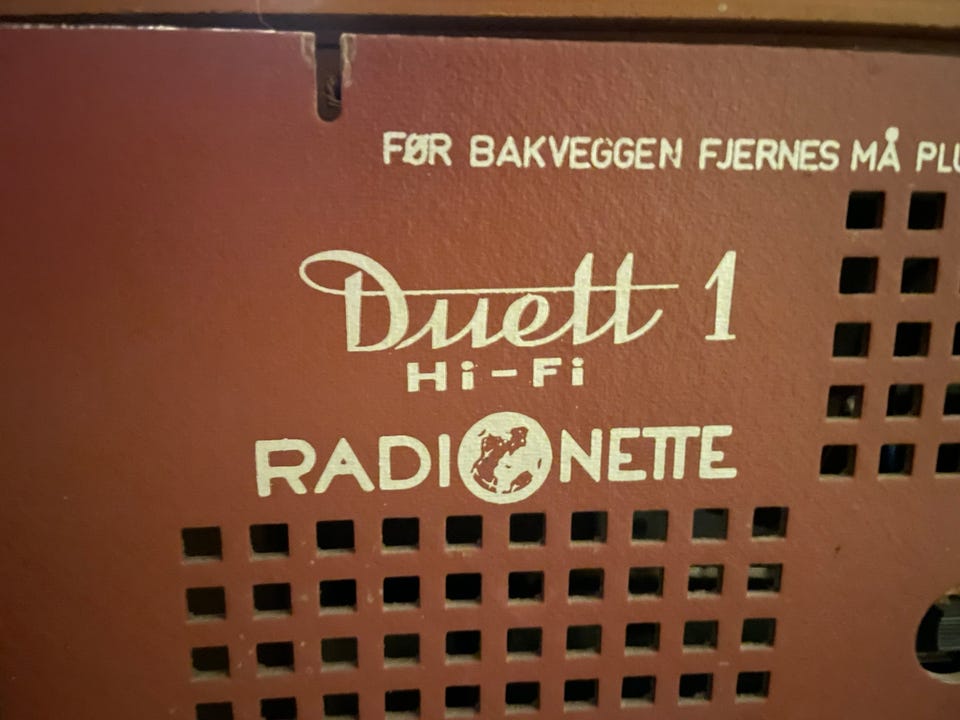 FØR BAKVEGGEN FJERNES MÅ
Duett 1
Hi-Fi
RADIONETTE